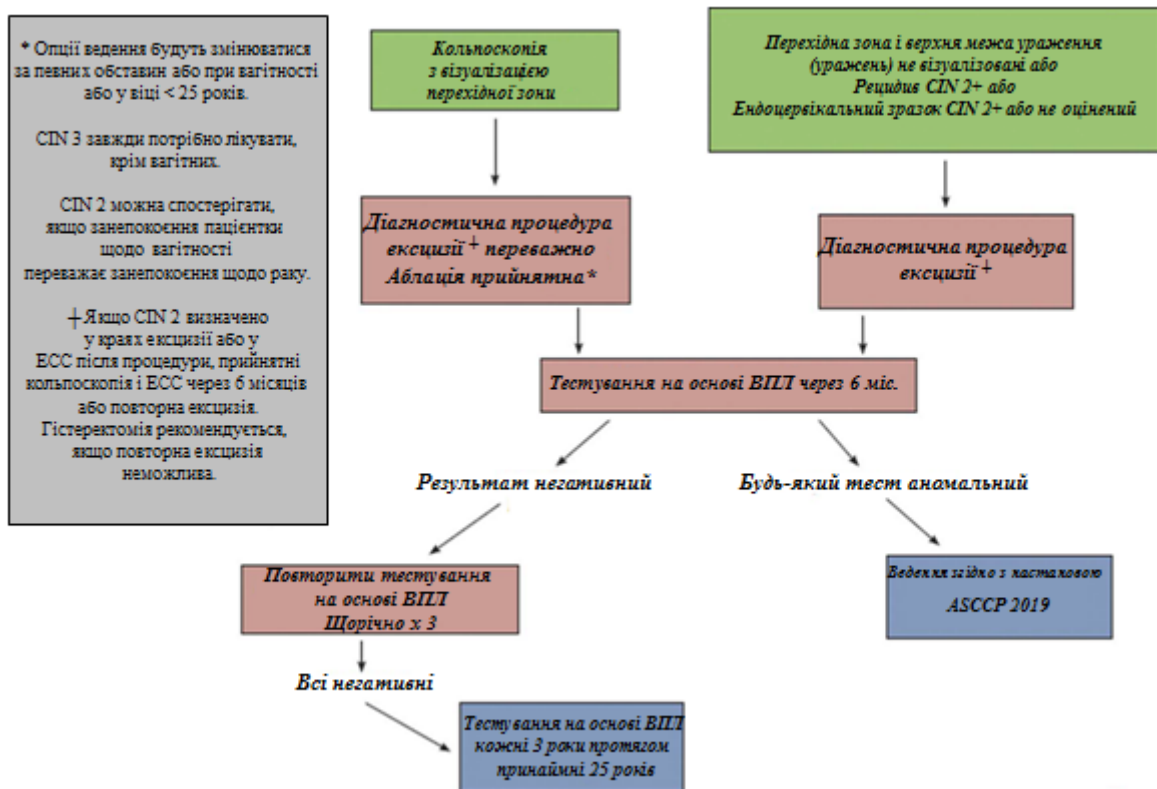 * Опції ведення будуть змінюватися
за певних обставин або при вагітності
або у віці < 25 років.
CIN 3 завжди потрібно лікувати,
крім вагітних.
CIN 2 можна спостерігати,
якщо занепокоєння пацієнтки
щодо вагітності
переважає занепокоєння щодо раку.
┼ Якщо CIN 2 визначено
у краях ексцизії або у
ECC після процедури, прийнятні
кольпоскопія і ECC через 6 місяців
або повторна ексцизія.
Гістеректомія рекомендується,
якщо повторна ексцизія
неможлива.
Кольпоскопія
з візуалізацією
перехідної зони
Перехідна зона і верхня межа ураження
(уражень) не візуалізовані або
Рецидив CIN 2+ або
Ендоцервікальний зразок CIN 2+ або не оцінений
Діагностична процедура
ексцизії ┼ переважно
Аблація прийнятна*
Діагностична процедура
ексцизії ┼
Тестування на основі ВПЛ через 6 міс.
Результат негативний
Будь-який тест аномальний
Повторити тестування
на основі ВПЛ
Щорічно х 3
Ведення згідно з настановою
ASCCP 2019
Всі негативні
Тестування на основі ВПЛ
кожні 3 роки протягом
принаймні 25 років